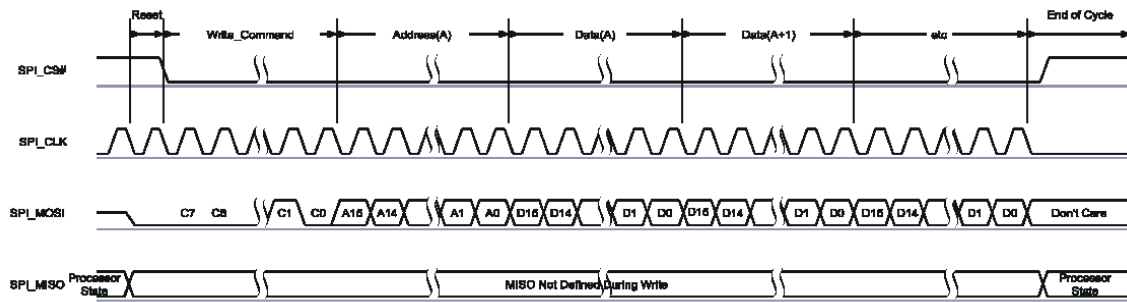 Reset
End of Cycle
Write_Command Address(A) Data(A) Data(A+1) etc
SPI_CS#
SPI_CLK
SPI_MOSI C7 C6 C1 C0 A15 A14 A1 A0 D15 D14 D1 D0 D15 D14 D1 D0 D15 D14 D1 D0 Don't Care
SPI_MISO Processor State MISO Not Defined During Write Processor State